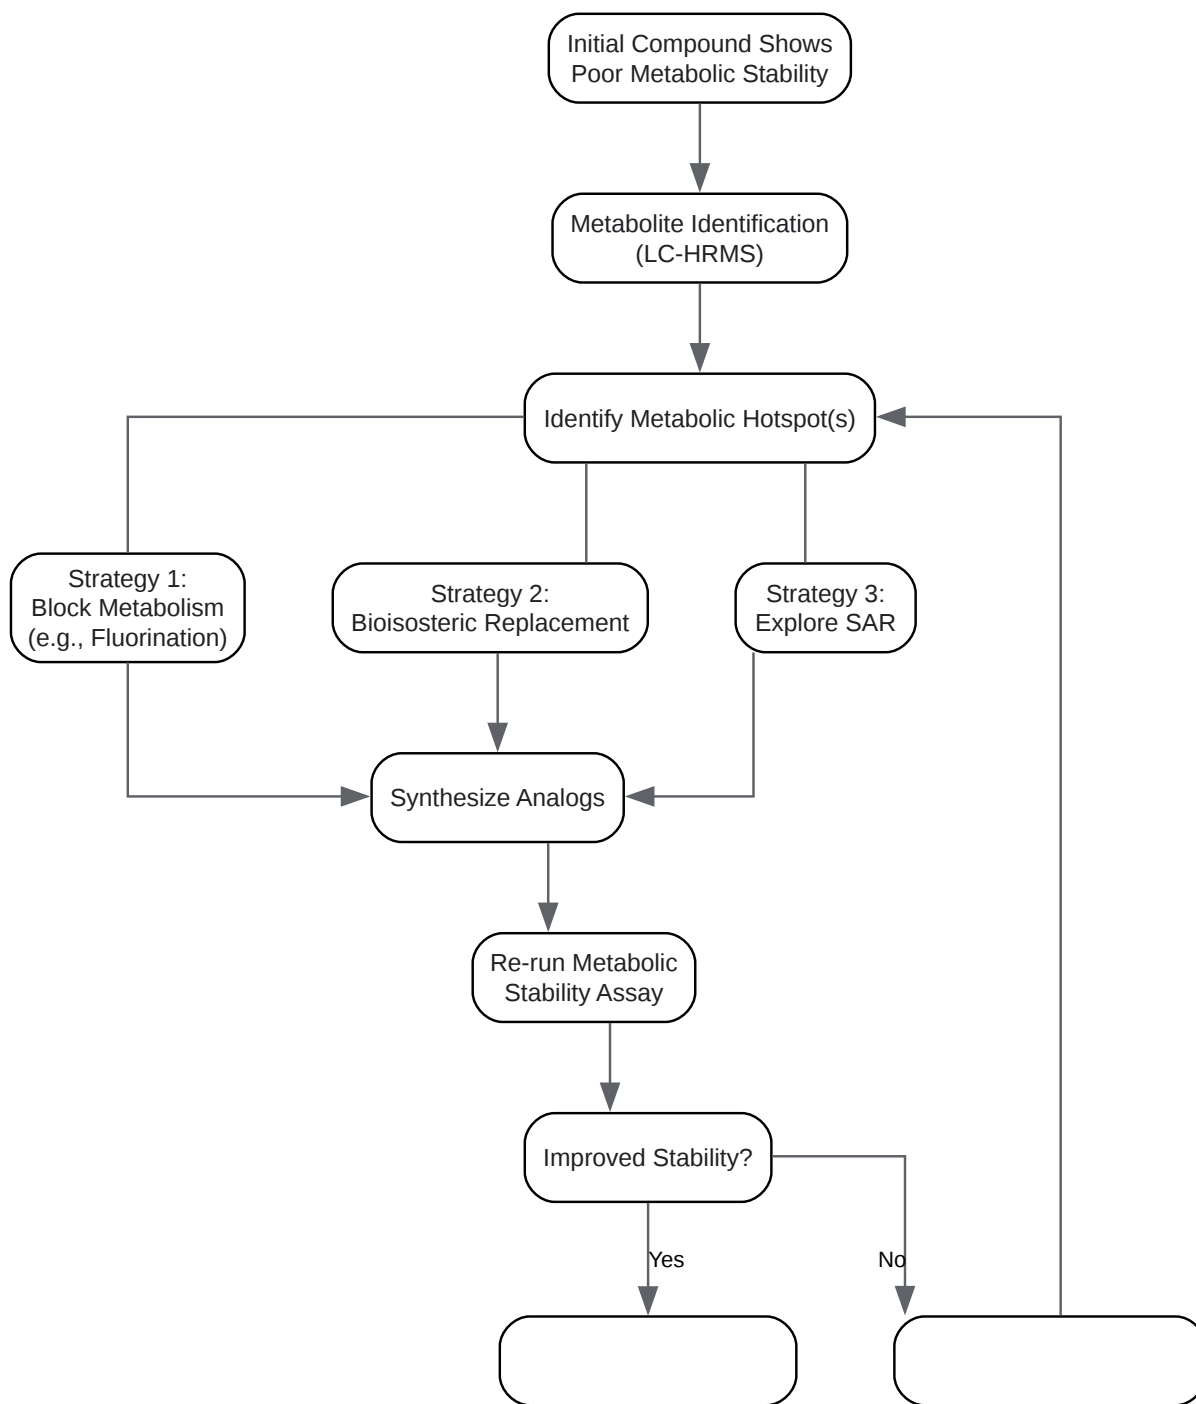 Initial Compound Shows
Poor Metabolic Stability
Metabolite Identification
(LC-HRMS)
Identify Metabolic Hotspot(s)
Strategy 1:
Block Metabolism
(e.g., Fluorination)
Strategy 2:
Bioisosteric Replacement
Strategy 3:
Explore SAR
Synthesize Analogs
Re-run Metabolic
Stability Assay
Improved Stability?
Yes
No